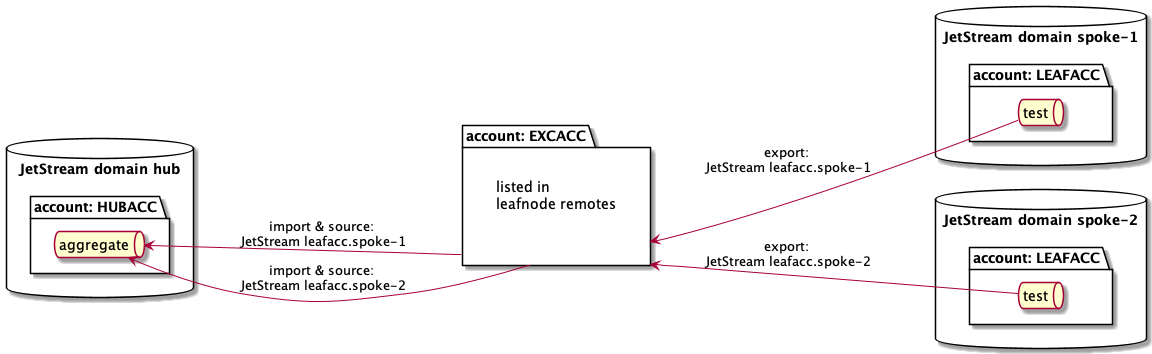 JetStream domain hub
account: HUBACC
aggregate
import & source:
JetStream leafacc.spoke-1
import & source:
JetStream leafacc.spoke-2
account: EXCACC
listed in
leafnode remotes
export:
JetStream leafacc.spoke-1
export:
JetStream leafacc.spoke-2
JetStream domain spoke-1
account: LEAFACC
test
JetStream domain spoke-2
account: LEAFACC
test